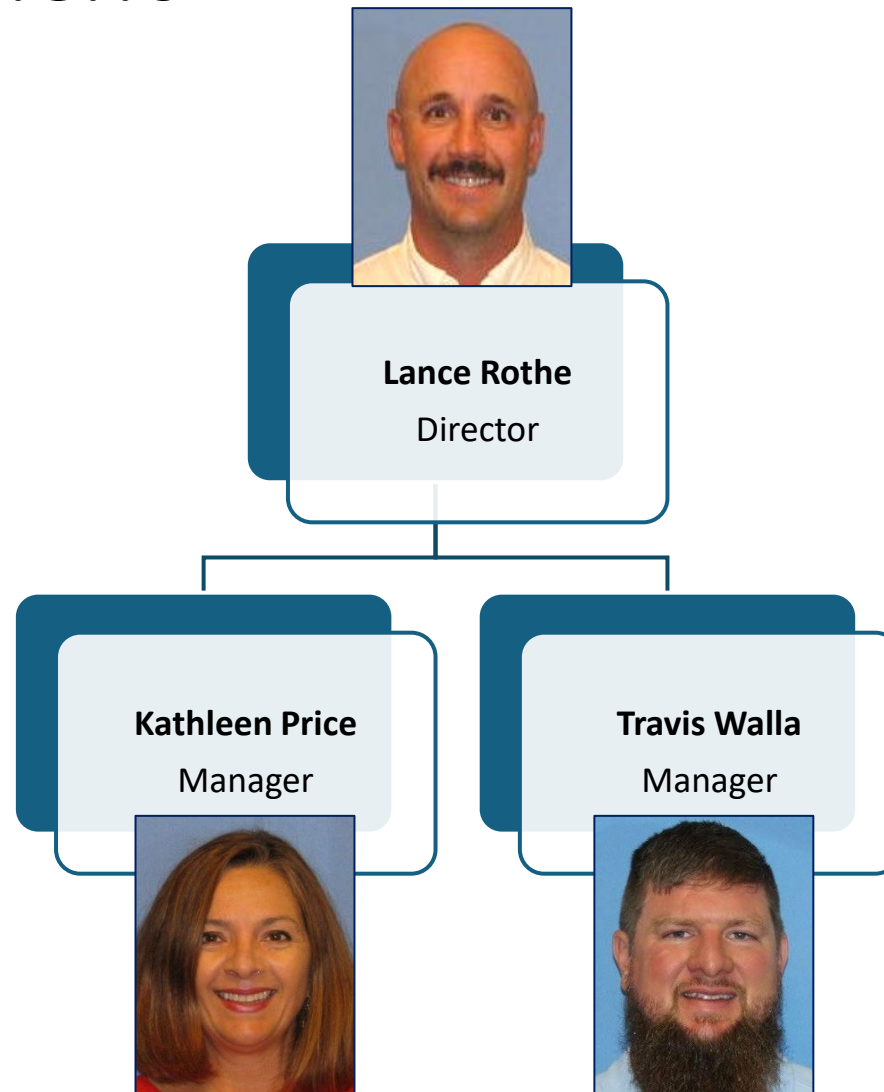 Lance Rothe
Director
Kathleen Price
Manager
Travis Walla
Manager